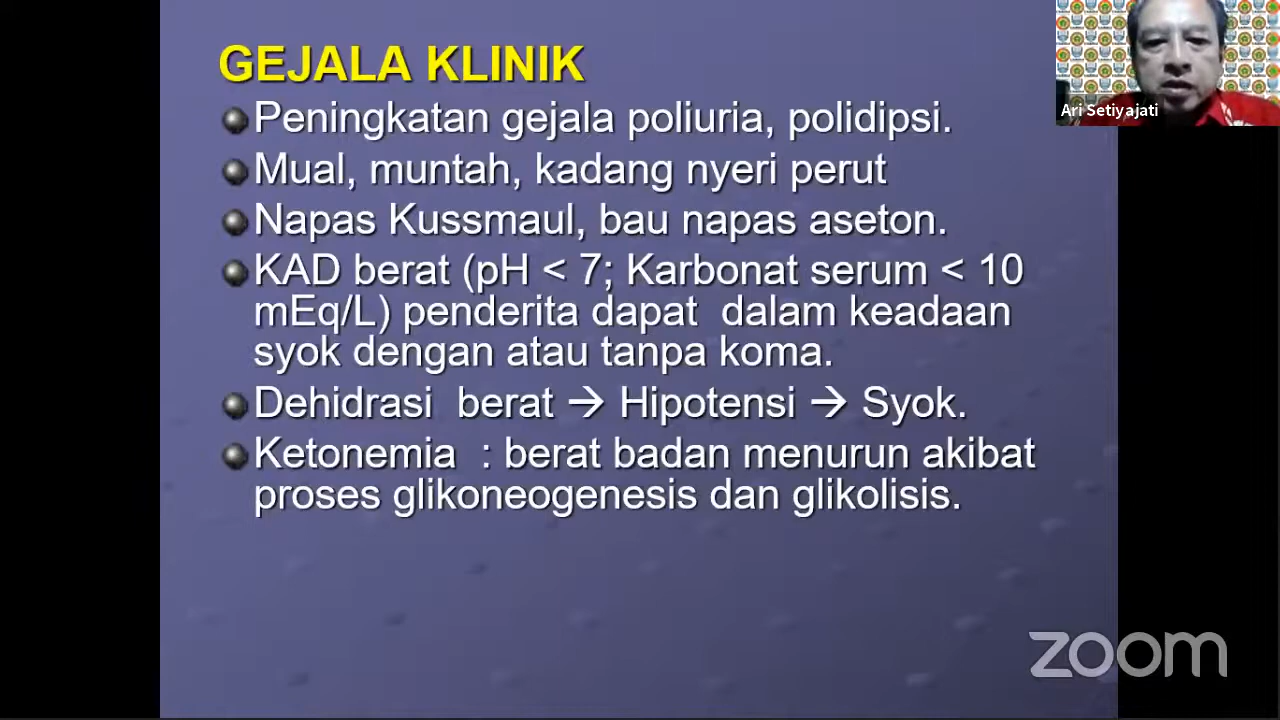 GEJALA KLINIK
Peningkatan gejala poliuria, polidipsi.
Mual, muntah, kadang nyeri perut
Napas Kussmaul, bau napas aseton.
KAD berat (pH < 7; Karbonat serum < 10
mEq/L) penderita dapat  dalam keadaan
syok dengan atau tanpa koma.
Dehidrasi  berat → Hipotensi → Syok.
Ketonemia  : berat badan menurun akibat
proses glikoneogenesis dan glikolisis.
Ari Setiyajati
zoom